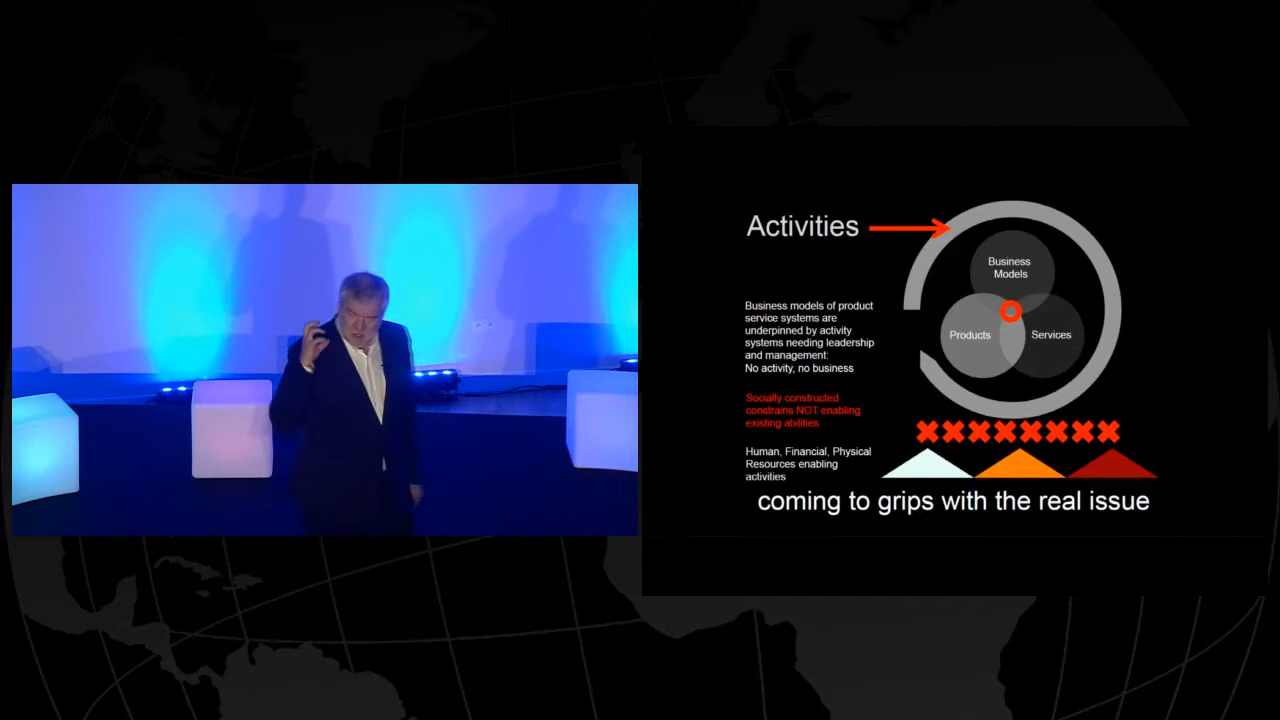 Activities
Business
Models
Products
Services
Business models of product
service systems are
underpinned by activity
systems needing leadership
and management:
No activity, no business
Socially constructed
constrains NOT enabling
existing abilities
Human, Financial, Physical
Resources enabling
activities
coming to grips with the real issue